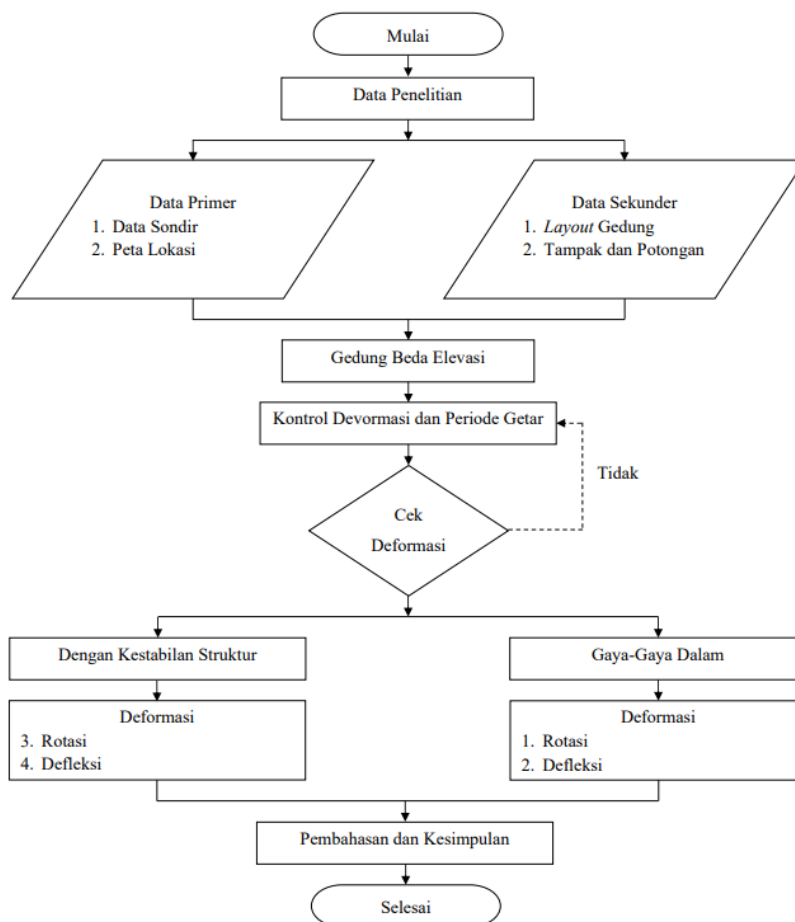 Mulai
Data Penelitian
Data Primer
1. Data Sondir
2. Peta Lokasi
Data Sekunder
1. Layout Gedung
2. Tampak dan Potongan
Gedung Beda Elevasi
Kontrol Devormasi dan Periode Getar
Tidak
Cek
Deformasi
Dengan Kestabilan Struktur
Gaya-Gaya Dalam
Deformasi
3. Rotasi
4. Defleksi
Deformasi
1. Rotasi
2. Defleksi
Pembahasan dan Kesimpulan
Selesai